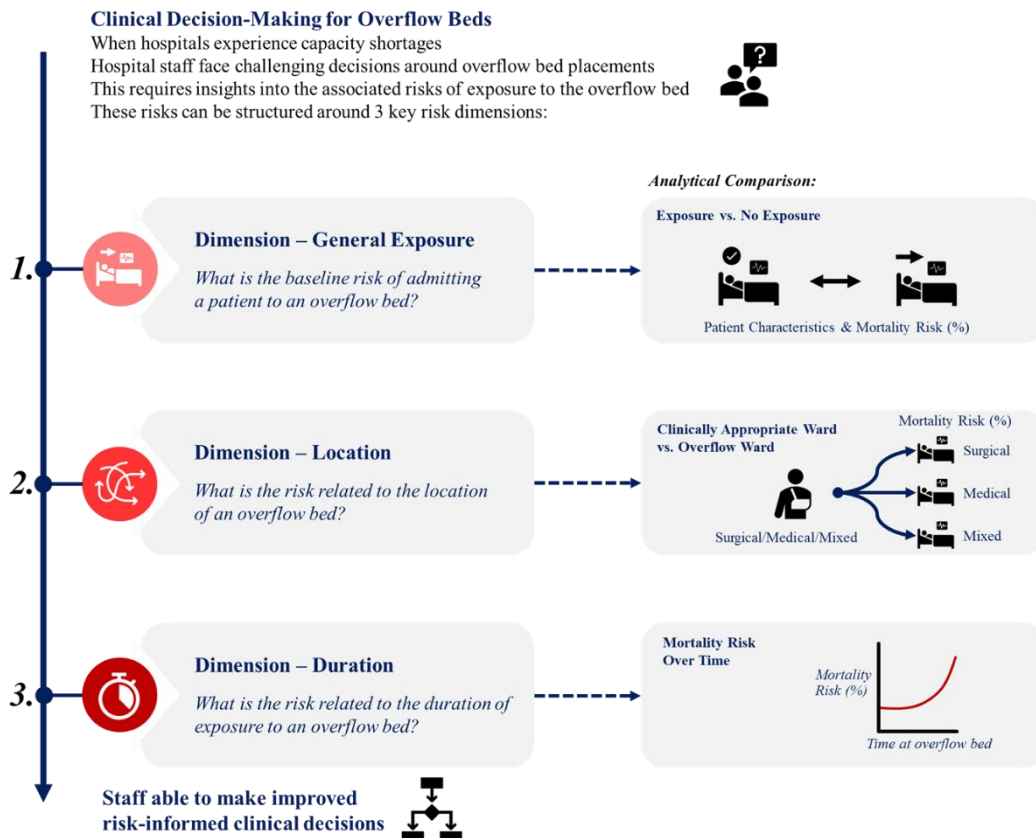 Clinical Decision-Making for Overflow Beds
When hospitals experience capacity shortages
Hospital staff face challenging decisions around overflow bed placements
This requires insights into the associated risks of exposure to the overflow bed
These risks can be structured around 3 key risk dimensions:
?
Analytical Comparison:
1.
Dimension – General Exposure
What is the baseline risk of admitting
a patient to an overflow bed?
Exposure vs. No Exposure
Patient Characteristics & Mortality Risk (%)
2.
Dimension – Location
What is the risk related to the location
of an overflow bed?
Clinically Appropriate Ward
vs. Overflow Ward
Mortality Risk (%)
Surgical
Medical
Mixed
Surgical/Medical/Mixed
3.
Dimension – Duration
What is the risk related to the duration of
exposure to an overflow bed?
Mortality Risk
Over Time
Mortality
Risk (%)
Time at overflow bed
Staff able to make improved
risk-informed clinical decisions